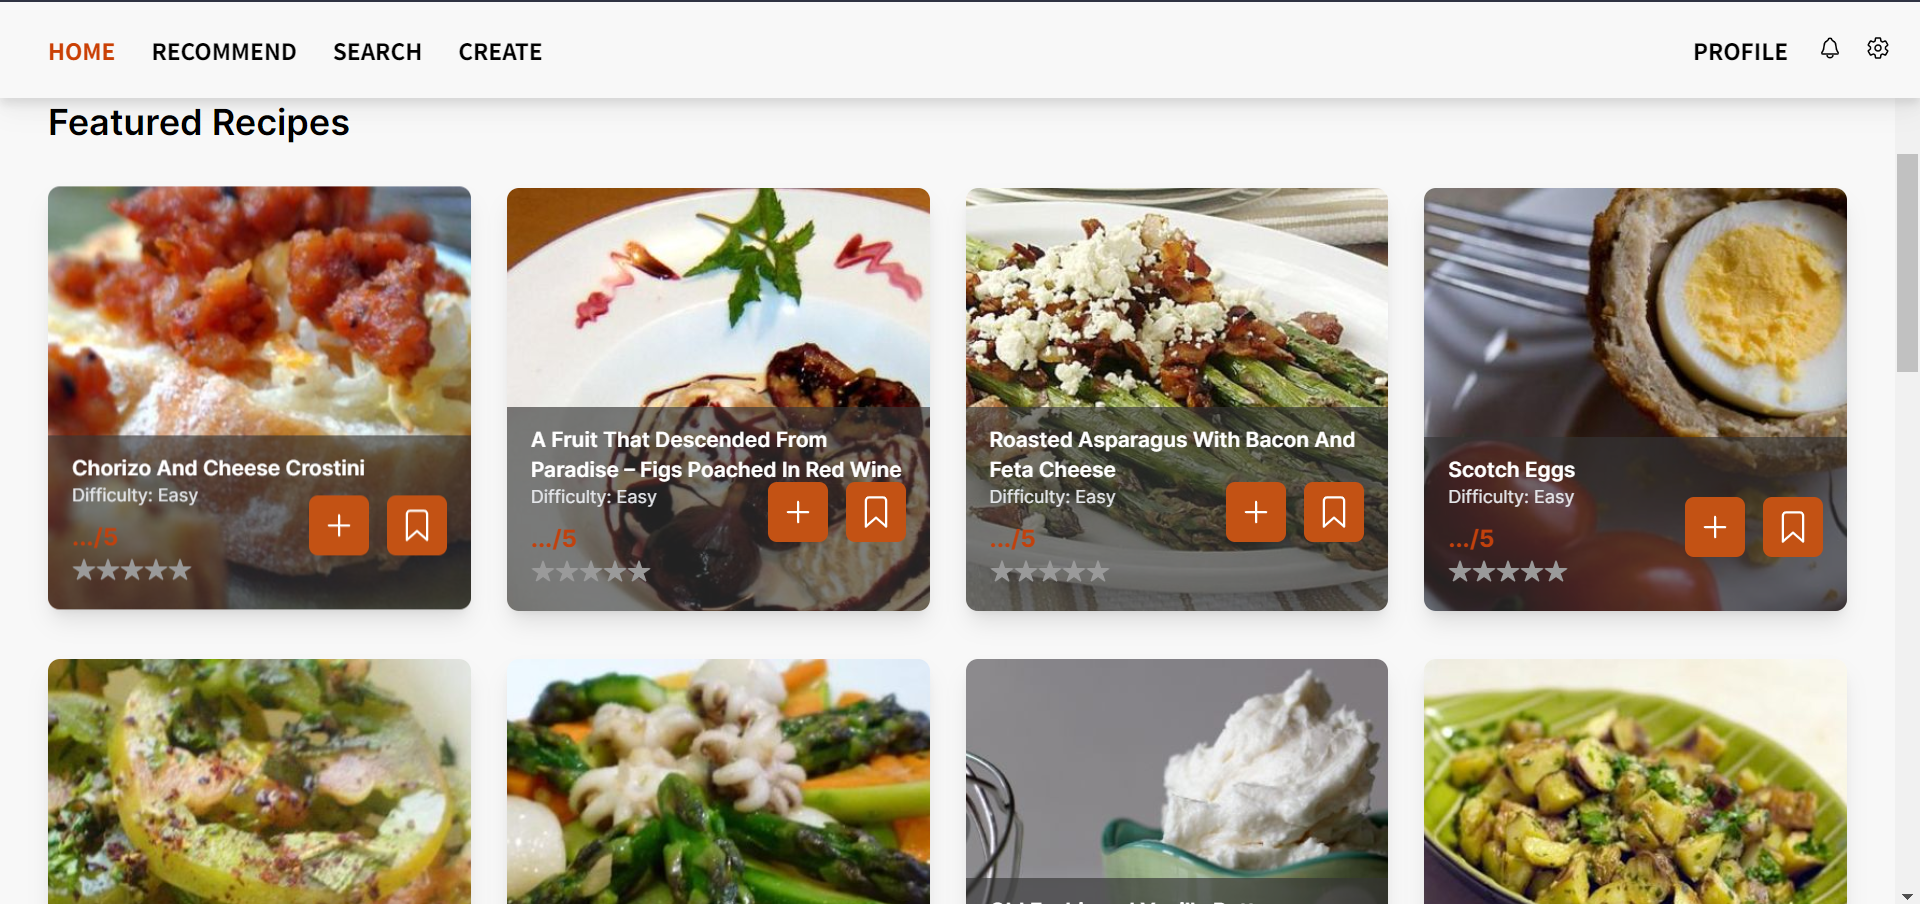 HOME RECOMMEND SEARCH CREATE PROFILE
Featured Recipes
Chorizo And Cheese Crostini
Difficulty: Easy
.../5
A Fruit That Descended From
Paradise – Figs Poached In Red Wine
Difficulty: Easy
.../5
Roasted Asparagus With Bacon And
Feta Cheese
Difficulty: Easy
.../5
Scotch Eggs
Difficulty: Easy
.../5